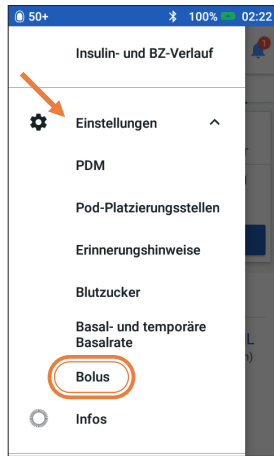 50+ 100% 02:22
Insulin- und BZ-Verlauf
Einstellungen
PDM
Pod-Platzierungsstellen
Erinnerungshinweise
Blutzucker
Basal- und temporäre
Basalrate
Bolus
Infos